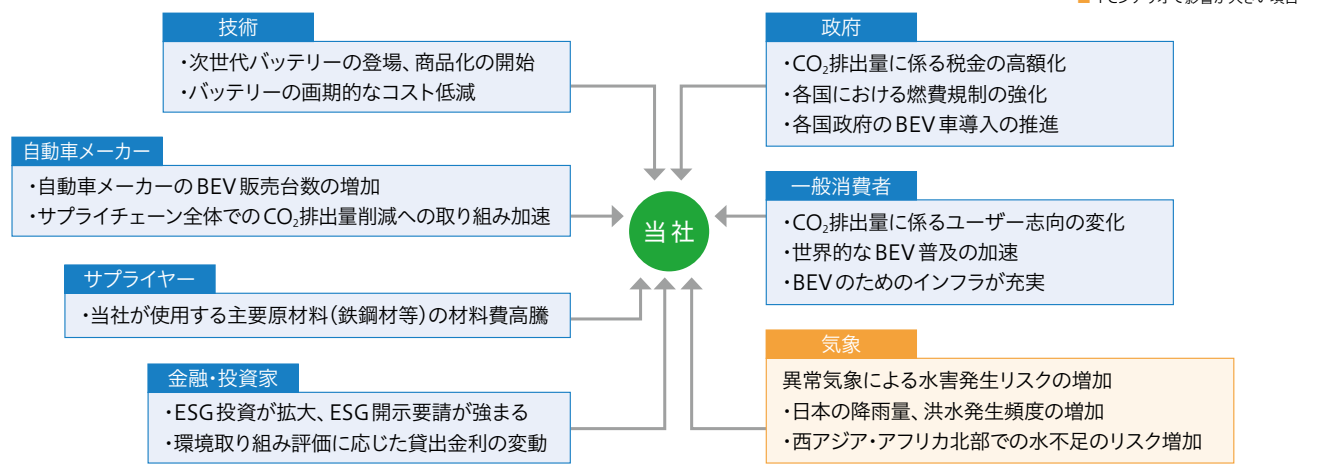 技術
・次世代バッテリーの登場、商品化の開始
・バッテリーの画期的なコスト低減
政府
・CO₂排出量に係る税金の高額化
・各国における燃費規制の強化
・各国政府のBEV車導入の推進
自動車メーカー
・自動車メーカーのBEV販売台数の増加
・サプライチェーン全体でのCO₂排出量削減への取り組み加速
当社
一般消費者
・CO₂排出量に係るユーザー志向の変化
・世界的なBEV普及の加速
・BEVのためのインフラが充実
サプライヤー
・当社が使用する主要原材料(鉄鋼材等)の材料費高騰
金融・投資家
・ESG投資が拡大、ESG開示要請が強まる
・環境取り組み評価に応じた貸出金利の変動
気象
異常気象による水害発生リスクの増加
・日本の降雨量、洪水発生頻度の増加
・西アジア・アフリカ北部での水不足のリスク増加